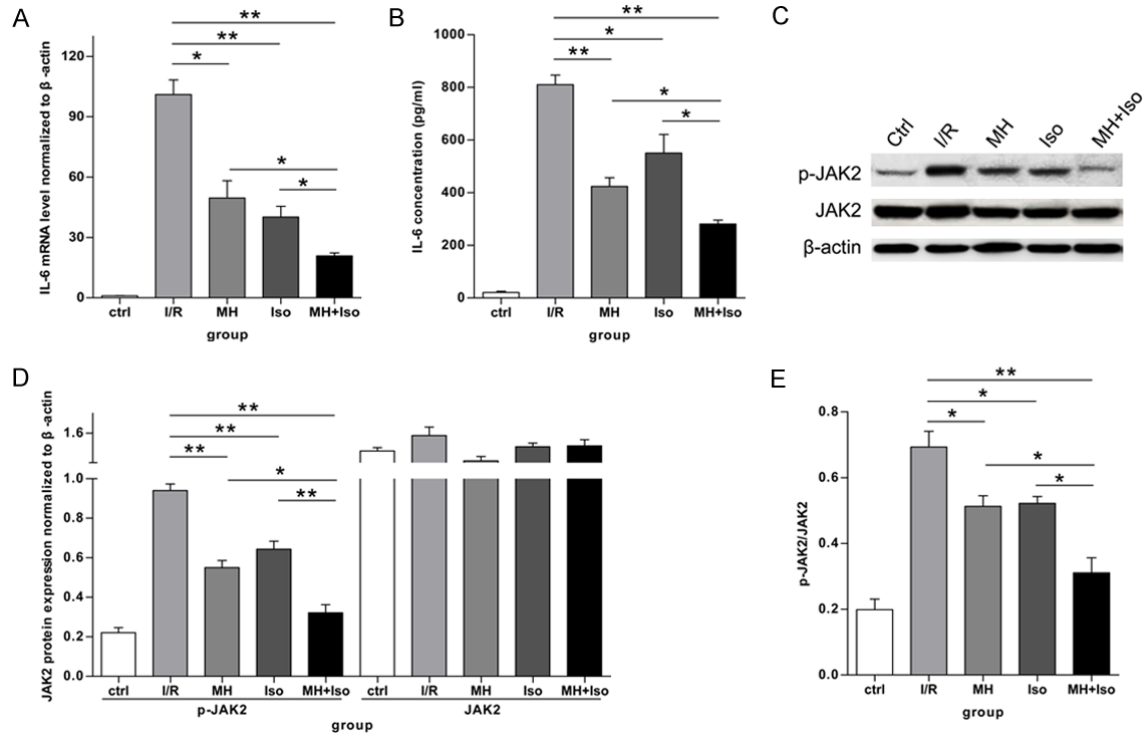 A
IL-6 mRNA level normalized to β -actin
120
90
60
30
0
**
**
*
*
*
ctrl I/R MH Iso MH+Iso
group
B
IL-6 concentration (pg/ml)
1000
800
600
400
200
0
**
*
**
*
*
ctrl I/R MH Iso MH+Iso
group
C
Ctrl I/R MH Iso MH+Iso
p-JAK2
JAK2
β-actin
D
JAK2 protein expression normalized to β -actin
1.6
1.0
0.8
0.6
0.4
0.2
0.0
**
**
**
*
**
ctrl I/R MH Iso MH+Iso ctrl I/R MH Iso MH+Iso
p-JAK2 JAK2
group
E
p-JAK2/JAK2
0.8
0.6
0.4
0.2
0.0
**
*
*
*
*
ctrl I/R MH Iso MH+Iso
group